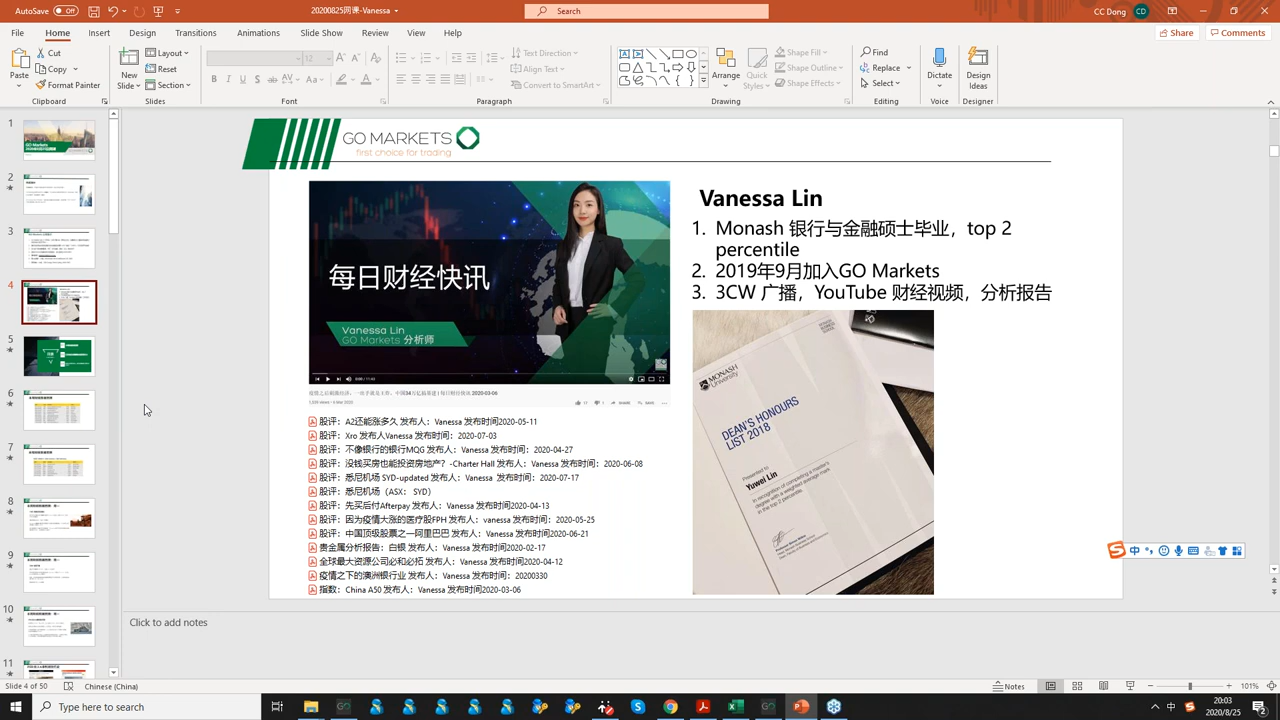 AutoSave Off
20200825网课-Vanessa
Search
CC Dong CD
File Home Insert Design Transitions Animations Slide Show Review View Help
Share Comments
Paste
Cut
Copy
Format Painter
Clipboard
New Slide
Layout
Reset
Section
Slides
12
Font
Text Direction
Align Text
Convert to SmartArt
Paragraph
Arrange
Quick Styles
Shape Fill
Shape Outline
Shape Effects
Drawing
Find
Replace
Select
Editing
Dictate
Voice
Design Ideas
Designer
1
2
3
4
5
8
9
10
11
GO MARKETS
first choice for trading
每日财经快讯
Vanessa Lin
GO Markets 分析师
股评：A2还能涨多久 发布人：Vanessa 发布时间2020-05-11
股评：Xro 发布人Vanessa 发布时间：2020-07-03
股评：不像银行的银行MQG 发布人：Vanessa 发布时间：2020-04-27
股评：没钱买房也能投资房地产？-Charter Hall 发布人：Vanessa 发布时间：2020-06-08
股评：悉尼机场 SYD-updated 发布人：Vanessa 发布时间：2020-07-17
股评：悉尼机场（ASX： SYD）
股评：先买后付Afterpay 发布人：Vanessa 发布时间2020-04-13
股评：因为疫情大涨的医疗股FPH 发布人：vanessa 发布时间：2020-05-25
股评：中国顶级股票之一阿里巴巴 发布人：Vanessa 发布时间2020-06-21
贵金属分析报告：白银 发布人：Vanessa 发布时间2020-02-17
全球最大资源公司必和必拓 发布人：Vanessa 发布时间2020-04-12
疫情之下的澳洲银行业 发布人：Vanessa 发布时间：20200330
指数：China A50 发布人：Vanessa 发布时间2020-03-06
Vanessa Lin
1. Monash 银行与金融硕士毕业，top 2
percentile
2. 2019年9月加入GO Markets
3. 3CW 广播，YouTube 财经视频，分析报告
MONASH
University
DEAN'S HONOURS
LIST 2018
Yuwei Lin
中
Click to add notes
Slide 4 of 50
Chinese (China)
Notes
101%
Type here to search
中
20:03
2020/8/25